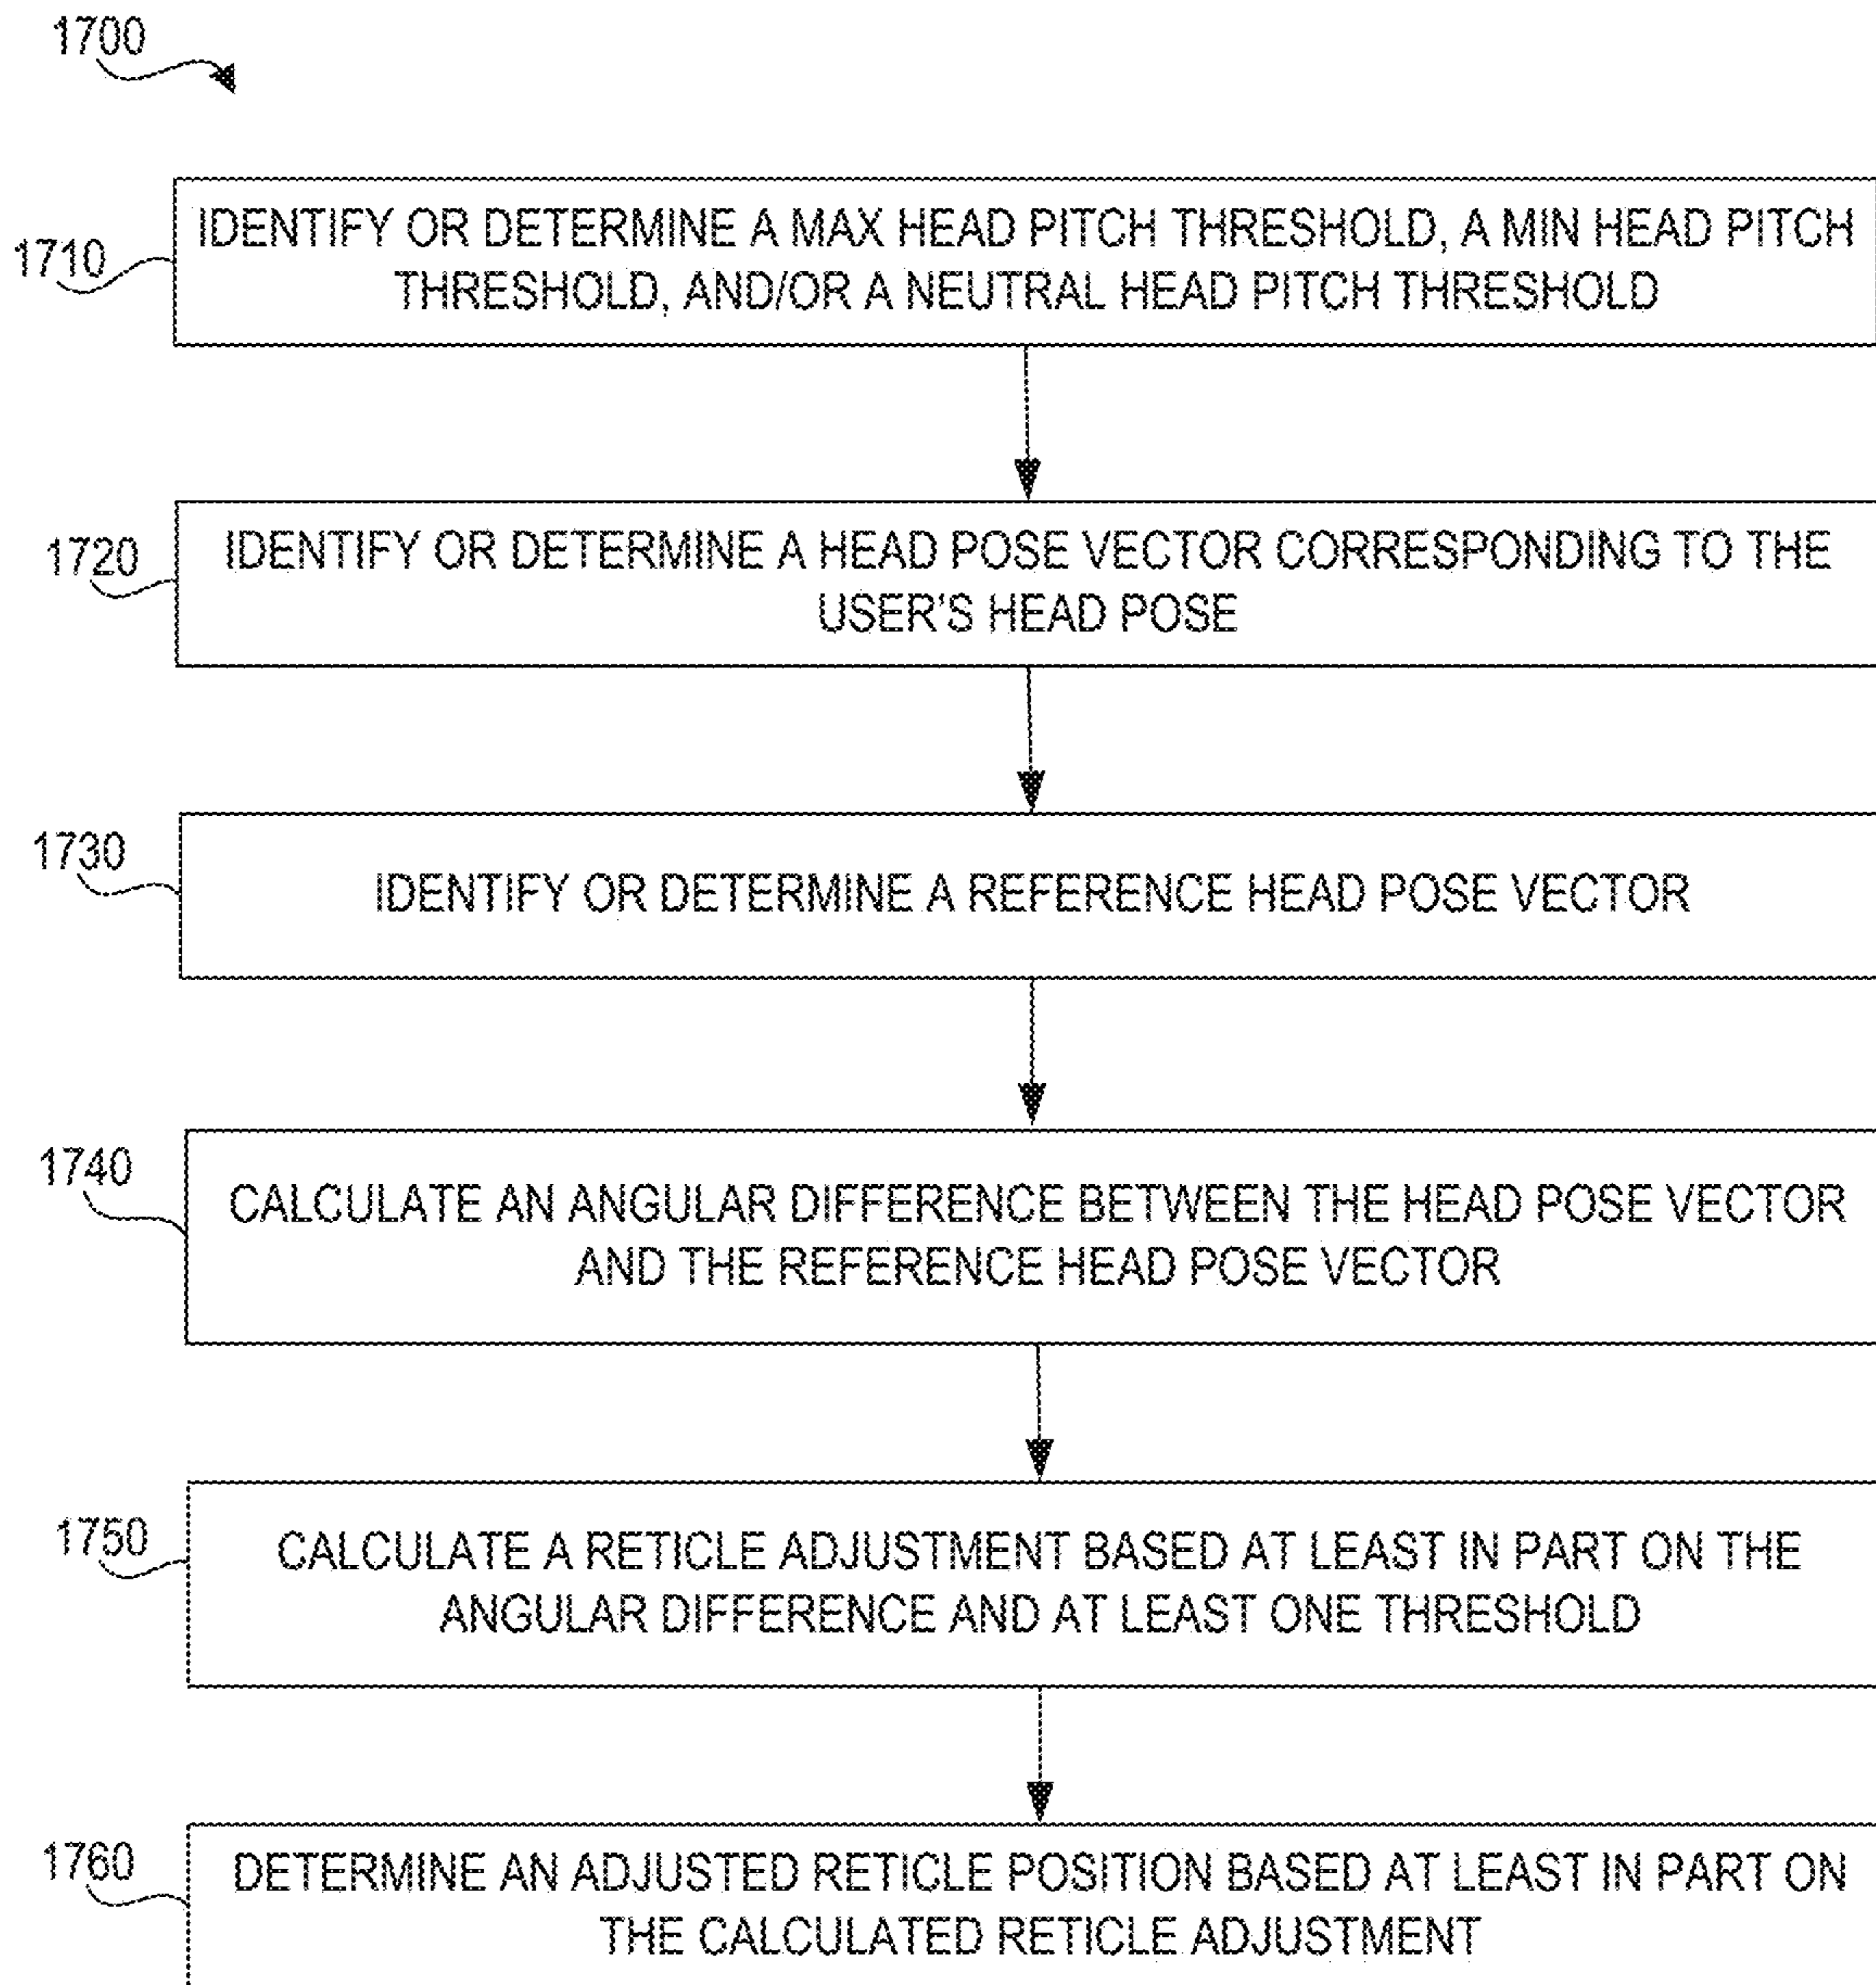 1700
1710
IDENTIFY OR DETERMINE A MAX HEAD PITCH THRESHOLD, A MIN HEAD PITCH
THRESHOLD, AND/OR A NEUTRAL HEAD PITCH THRESHOLD
1720
IDENTIFY OR DETERMINE A HEAD POSE VECTOR CORRESPONDING TO THE
USER'S HEAD POSE
1730
IDENTIFY OR DETERMINE A REFERENCE HEAD POSE VECTOR
1740
CALCULATE AN ANGULAR DIFFERENCE BETWEEN THE HEAD POSE VECTOR
AND THE REFERENCE HEAD POSE VECTOR
1750
CALCULATE A RETICLE ADJUSTMENT BASED AT LEAST IN PART ON THE
ANGULAR DIFFERENCE AND AT LEAST ONE THRESHOLD
1760
DETERMINE AN ADJUSTED RETICLE POSITION BASED AT LEAST IN PART ON
THE CALCULATED RETICLE ADJUSTMENT